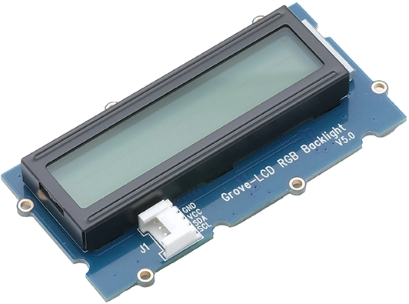 Grove-LCD RGB Backlight
V5.0
GND
VCC
SDA
SCL
J1